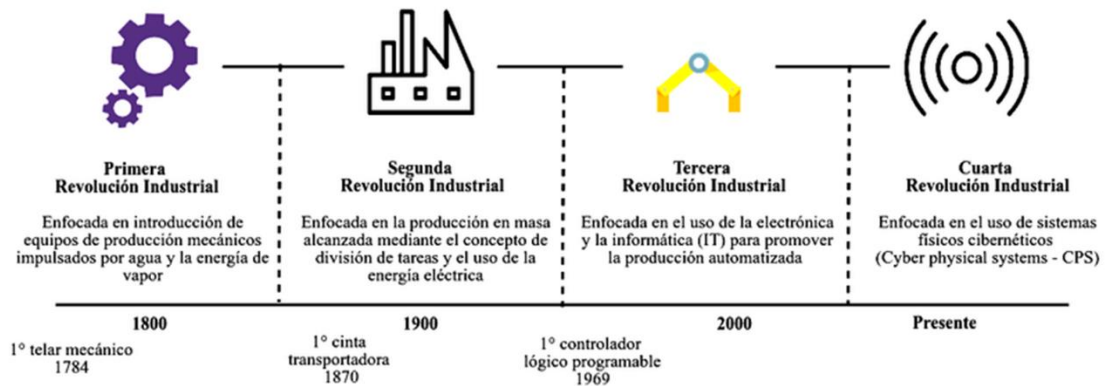 Primera
Revolución Industrial
Enfocada en introducción de
equipos de producción mecánicos
impulsados por agua y la energía de
vapor
Segunda
Revolución Industrial
Enfocada en la producción en masa
alcanzada mediante el concepto de
división de tareas y el uso de la
energía eléctrica
Tercera
Revolución Industrial
Enfocada en el uso de la electrónica
y la informática (IT) para promover
la producción automatizada
Cuarta
Revolución Industrial
Enfocada en el uso de sistemas
físicos cibernéticos
(Cyber physical systems - CPS)
1800
1900
2000
Presente
1° telar mecánico
1784
1° cinta
transportadora
1870
1° controlador
lógico programable
1969